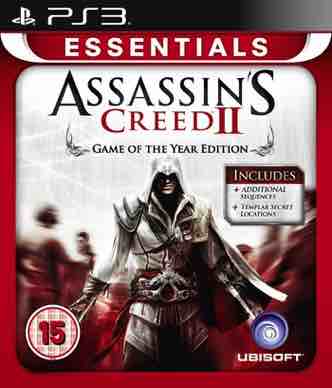 PS3
ESSENTIALS
ASSASSIN'S
CREED II
GAME OF THE YEAR EDITION
INCLUDES
+ ADDITIONAL
SEQUENCES
+ TEMPLAR SECRET
LOCATIONS
15
UBISOFT